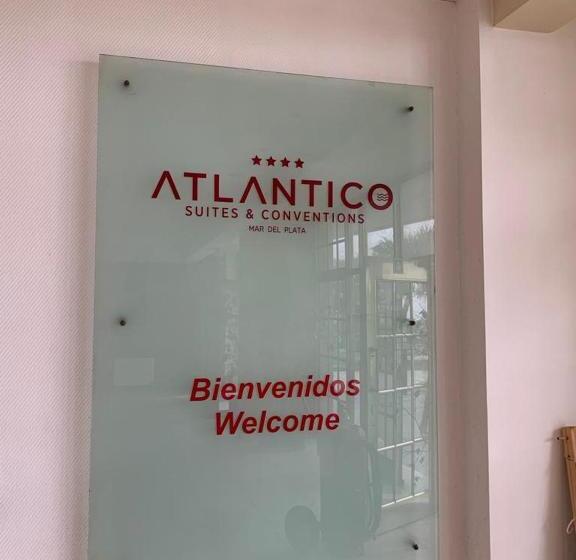 ATLANTICO
SUITES & CONVENTIONS
MAR DEL PLATA
Bienvenidos
Welcome